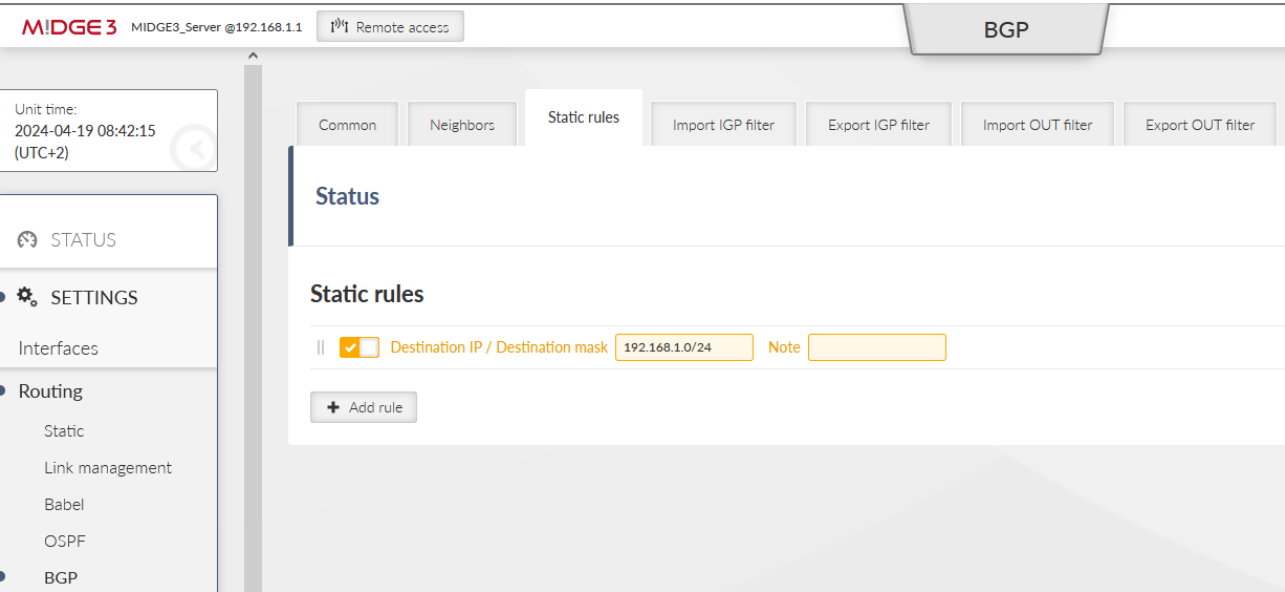 M!DGE3 MIDGE3_Server @192.168.1.1 Remote access BGP
Unit time:
2024-04-19 08:42:15
(UTC+2)
STATUS
SETTINGS
Interfaces
Routing
Static
Link management
Babel
OSPF
BGP
Common Neighbors Static rules Import IGP filter Export IGP filter Import OUT filter Export OUT filter
Status
Static rules
Destination IP / Destination mask 192.168.1.0/24 Note
+ Add rule